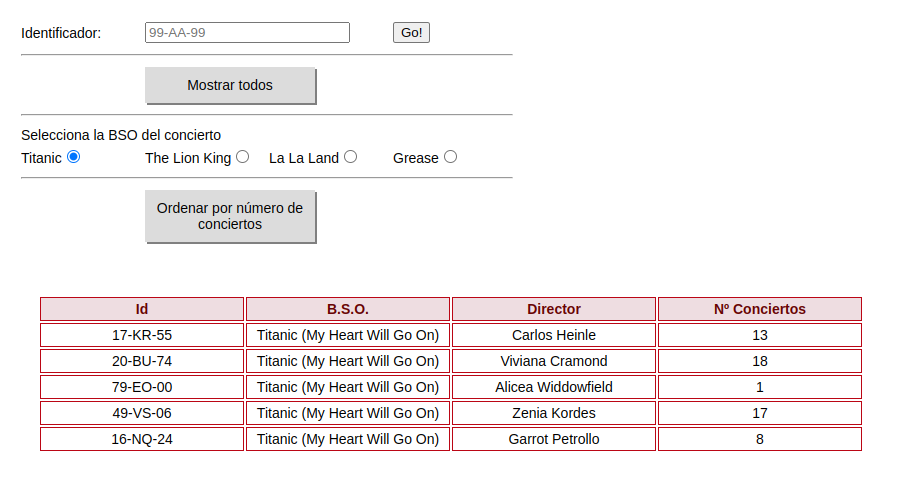 Identificador: 99-AA-99 Go!
Mostrar todos
Selecciona la BSO del concierto
Titanic The Lion King La La Land Grease
Ordenar por número de
conciertos
Id B.S.O. Director Nº Conciertos
17-KR-55 Titanic (My Heart Will Go On) Carlos Heinle 13
20-BU-74 Titanic (My Heart Will Go On) Viviana Cramond 18
79-EO-00 Titanic (My Heart Will Go On) Alicea Widdowfield 1
49-VS-06 Titanic (My Heart Will Go On) Zenia Kordes 17
16-NQ-24 Titanic (My Heart Will Go On) Garrot Petrollo 8